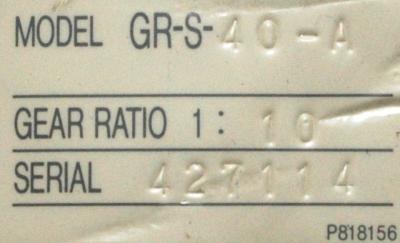 MODEL GR-S-40-A
GEAR RATIO 1: 10
SERIAL 427114
P818156